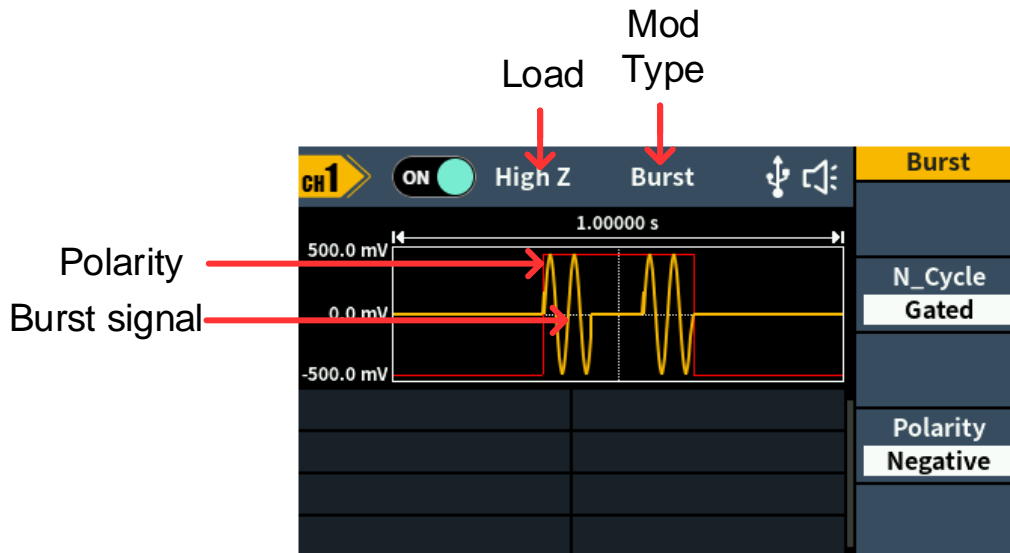 Mod
Load Type
CH1 ON High Z Burst Burst
1.00000 s
500.0 mV
Polarity
Burst signal
0.0 mV
-500.0 mV
N_Cycle
Gated
Polarity
Negative